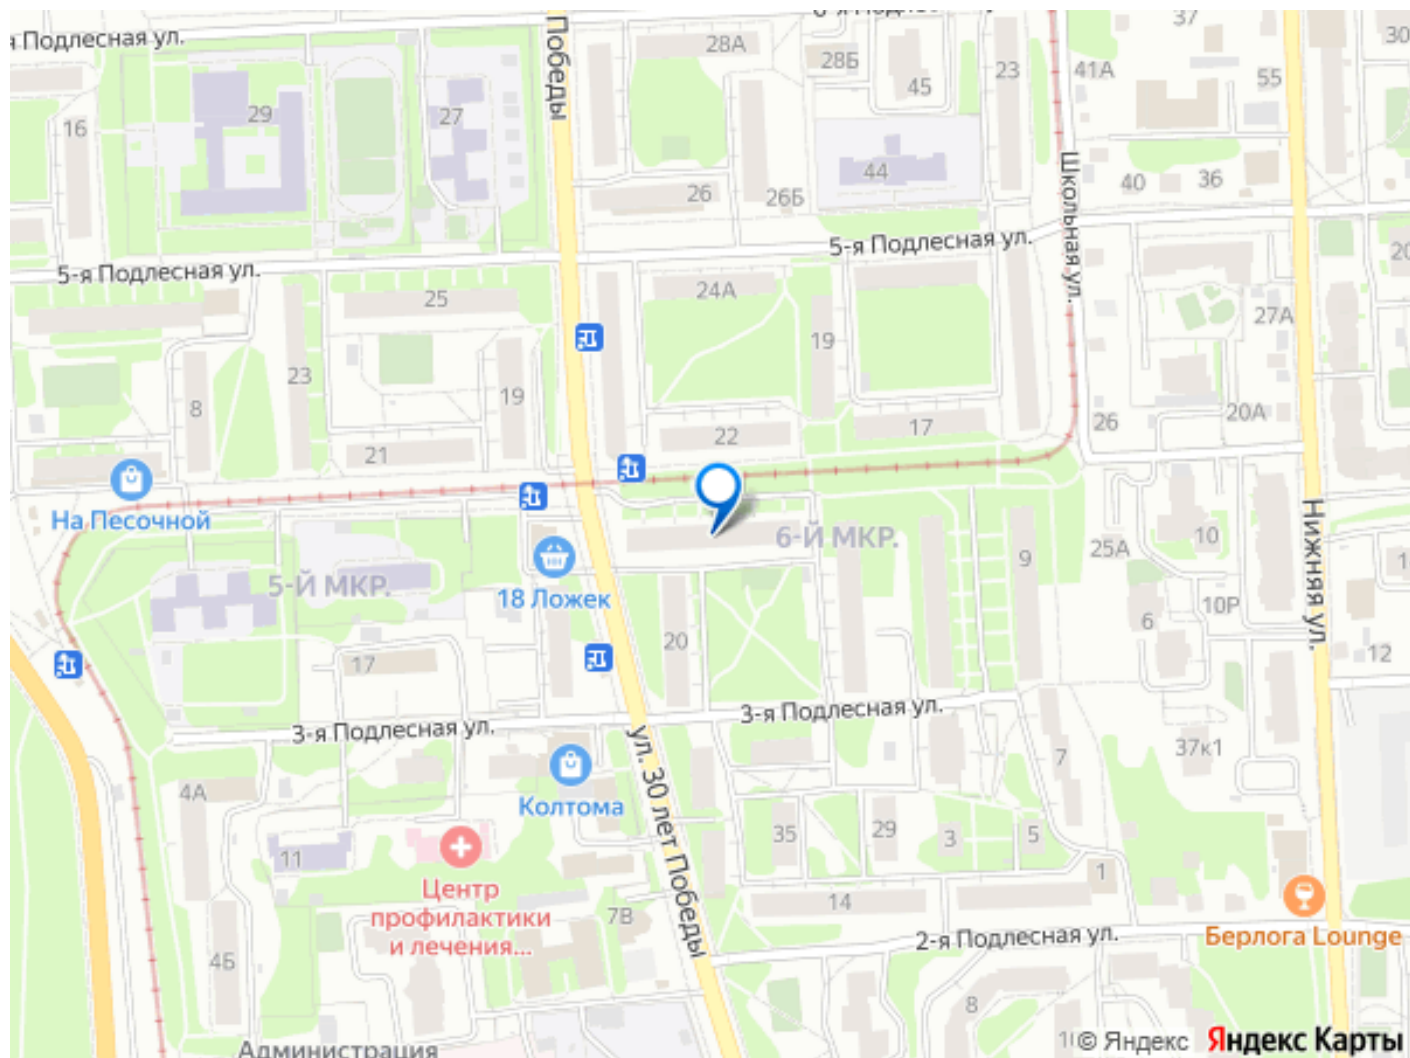 я Подлесная ул.
Победы
28А
28Б
45
23
37
41А
55
30
16
29
27
44
26
26Б
Школьная ул.
40
36
5-я Подлесная ул.
5-я Подлесная ул.
20
25
24А
19
27А
23
8
19
21
22
17
26
20А
На Песочной
6-Й МКР.
9
25А
10
Нижняя ул.
5-Й МКР.
18 Ложек
20
6
10Р
17
12
3-я Подлесная ул.
3-я Подлесная ул.
ул. 30 лет Победы
7
37к1
4А
Колтома
35
29
3
5
11
1
Центр
профилактики
и лечения...
7В
14
2-я Подлесная ул.
Берлога Lounge
4Б
8
Администрация
© Яндекс
Яндекс Карты